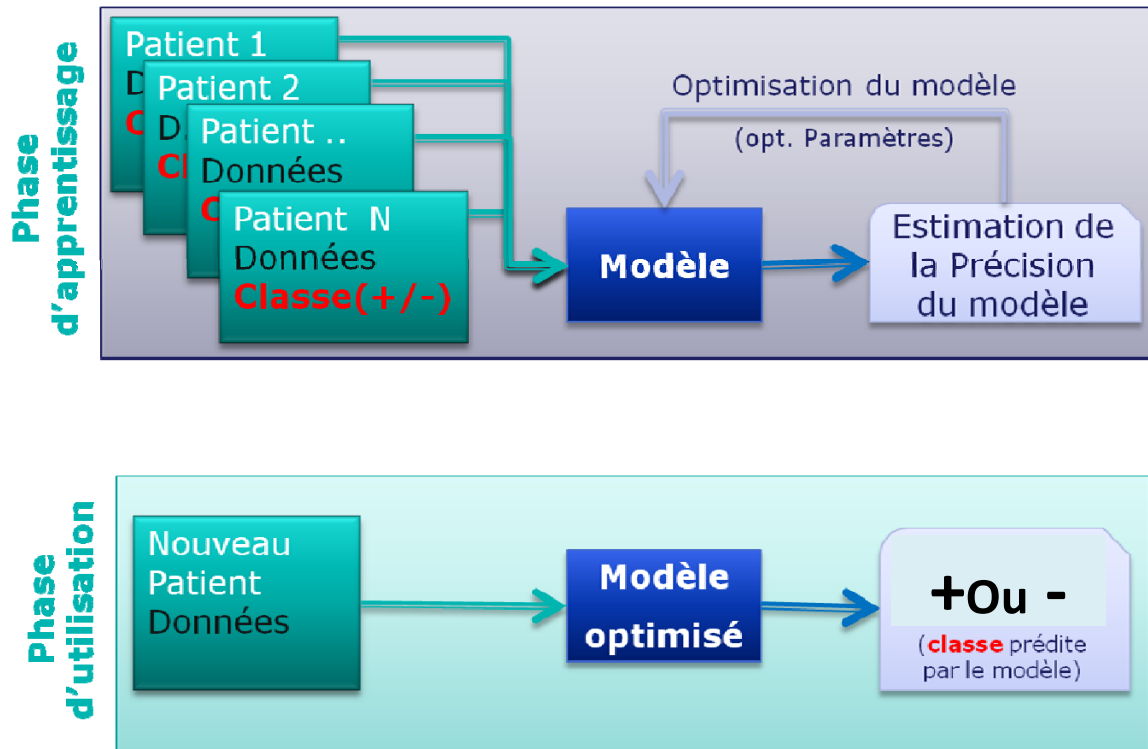 Phase
d'apprentissage
Patient 1
D
C
Patient 2
D.
Cl
Patient ..
Données
C
Patient N
Données
Classe(+/-)
Optimisation du modèle
(opt. Paramètres)
Modèle
Estimation de
la Précision
du modèle
Phase
d'utilisation
Nouveau
Patient
Données
Modèle
optimisé
+Ou -
(classe prédite
par le modèle)